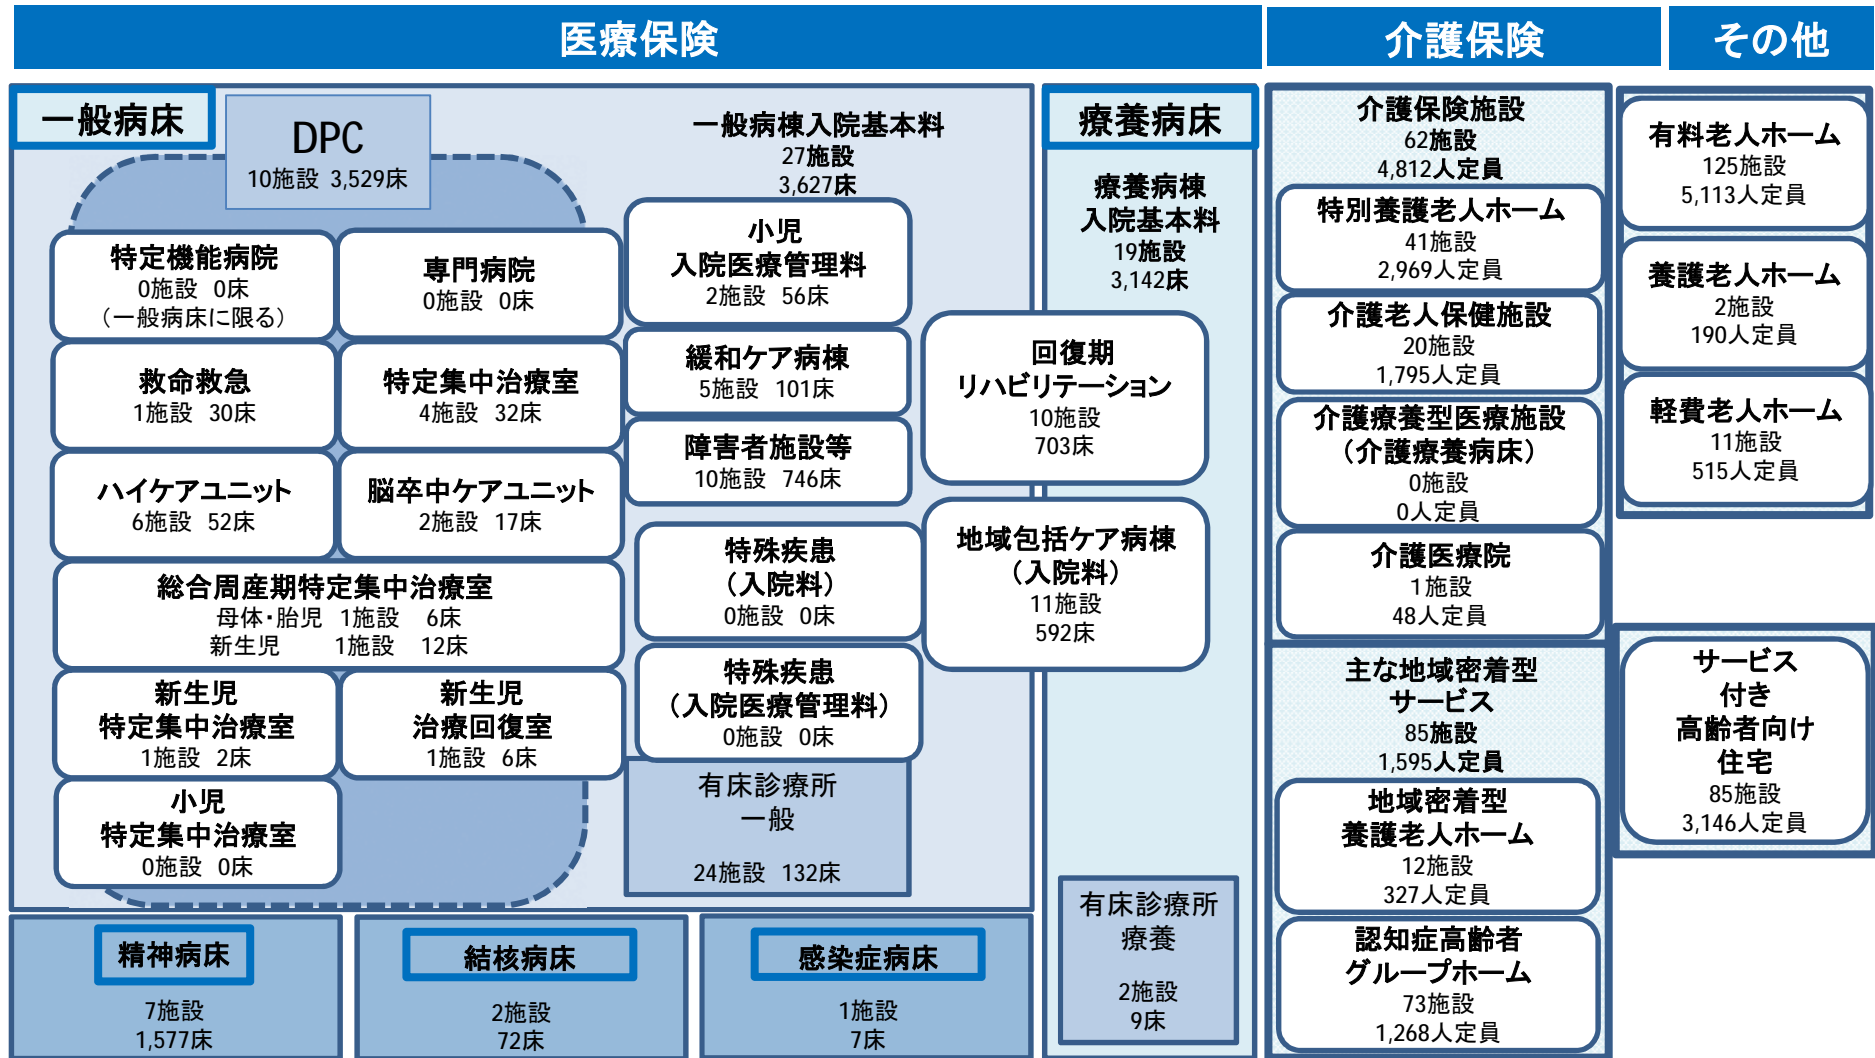 医療保険
介護保険
その他
一般病床
DPC
10施設 3,529床
一般病棟入院基本料
27施設
3,627床
特定機能病院
0施設 0床
（一般病床に限る）
専門病院
0施設 0床
救命救急
1施設 30床
特定集中治療室
4施設 32床
ハイケアユニット
6施設 52床
脳卒中ケアユニット
2施設 17床
総合周産期特定集中治療室
母体・胎児 1施設 6床
新生児 1施設 12床
新生児
特定集中治療室
1施設 2床
新生児
治療回復室
1施設 6床
小児
特定集中治療室
0施設 0床
小児
入院医療管理料
2施設 56床
緩和ケア病棟
5施設 101床
障害者施設等
10施設 746床
特殊疾患
（入院料）
0施設 0床
特殊疾患
（入院医療管理料）
0施設 0床
有床診療所
一般
24施設 132床
療養病床
療養病棟
入院基本料
19施設
3,142床
回復期
リハビリテーション
10施設
703床
地域包括ケア病棟
（入院料）
11施設
592床
有床診療所
療養
2施設
9床
精神病床
7施設
1,577床
結核病床
2施設
72床
感染症病床
1施設
7床
介護保険施設
62施設
4,812人定員
特別養護老人ホーム
41施設
2,969人定員
介護老人保健施設
20施設
1,795人定員
介護療養型医療施設
（介護療養病床）
0施設
0人定員
介護医療院
1施設
48人定員
主な地域密着型
サービス
85施設
1,595人定員
地域密着型
養護老人ホーム
12施設
327人定員
認知症高齢者
グループホーム
73施設
1,268人定員
有料老人ホーム
125施設
5,113人定員
養護老人ホーム
2施設
190人定員
軽費老人ホーム
11施設
515人定員
サービス
付き
高齢者向け
住宅
85施設
3,146人定員